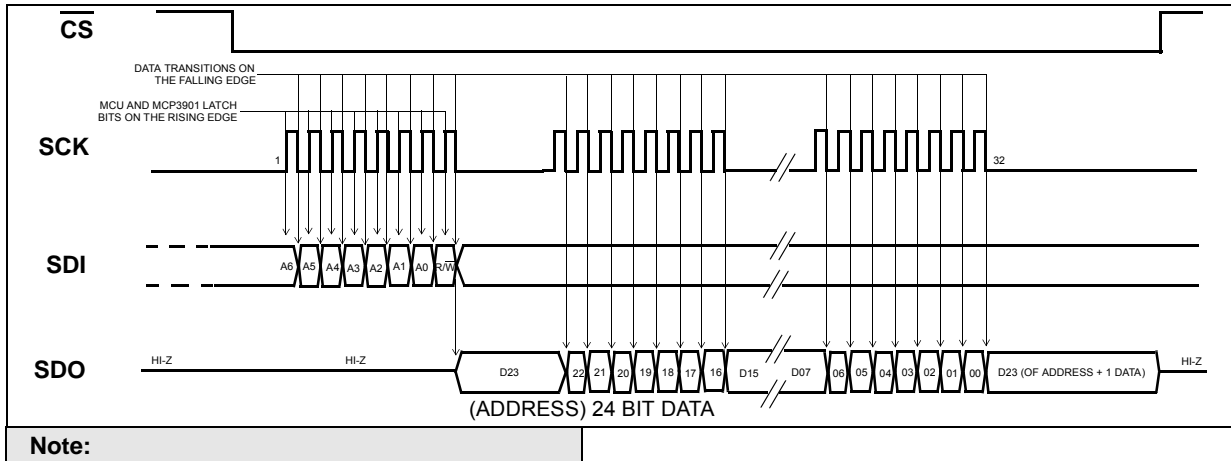 CS
DATA TRANSITIONS ON
THE FALLING EDGE
MCU AND MCP3901 LATCH
BITS ON THE RISING EDGE
SCK
1
32
SDI
A6 A5 A4 A3 A2 A1 A0 R/W
SDO
HI-Z HI-Z D23 22 21 20 19 18 17 16 D15 D07 06 05 04 03 02 01 00 D23 (OF ADDRESS + 1 DATA) HI-Z
(ADDRESS) 24 BIT DATA
Note: